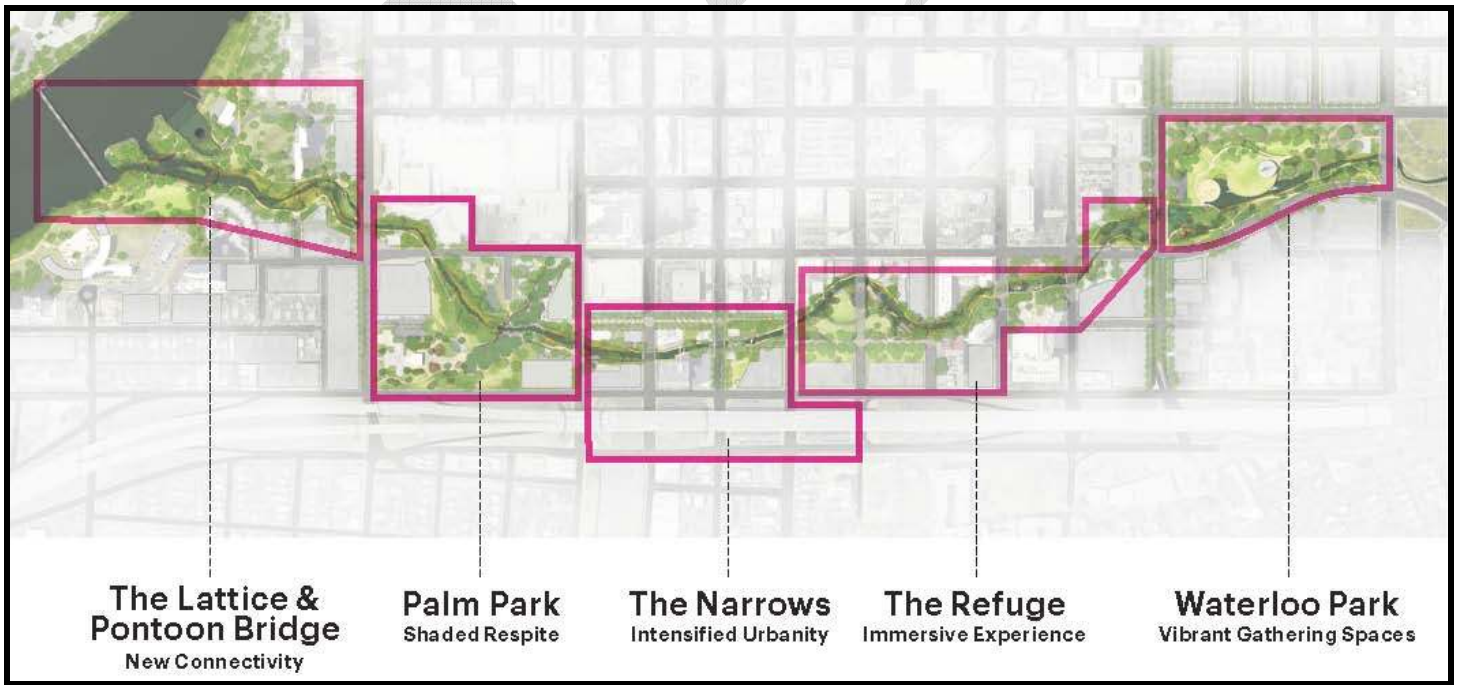 The Lattice &
Pontoon Bridge
New Connectivity
Palm Park
Shaded Respite
The Narrows
Intensified Urbanity
The Refuge
Immersive Experience
Waterloo Park
Vibrant Gathering Spaces